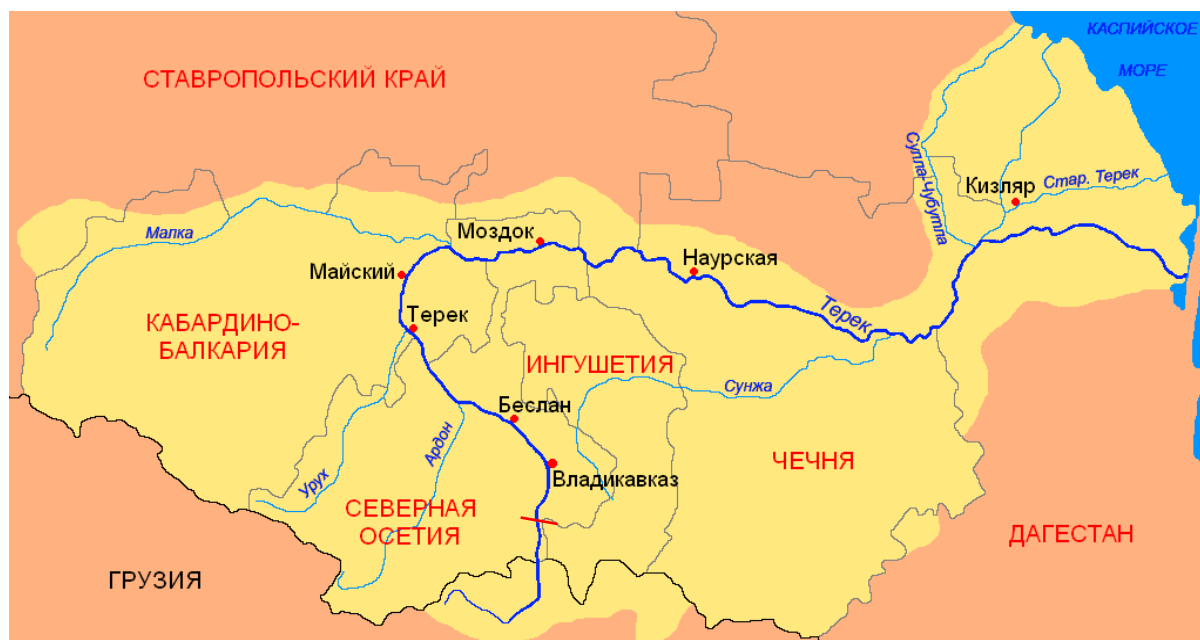 КАСПИЙСКОЕ
МОРЕ
СТАВРОПОЛЬСКИЙ КРАЙ
Сулла-Чубутла
Кизляр
Стар. Терек
Малка
Моздок
Майский
Наурская
Терек
Терек
КАБАРДИНО-
БАЛКАРИЯ
ИНГУШЕТИЯ
Сунжа
Беслан
Ардон
Урух
Владикавказ
ЧЕЧНЯ
СЕВЕРНАЯ
ОСЕТИЯ
ДАГЕСТАН
ГРУЗИЯ